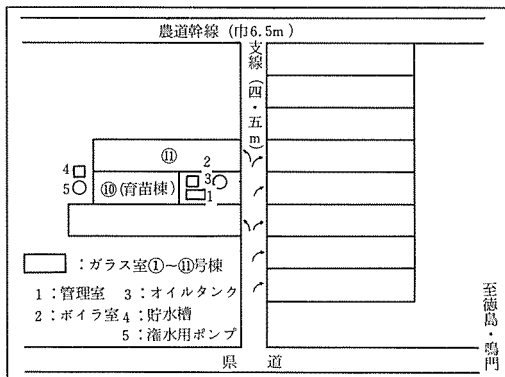 農道幹線(巾6.5m)
支線(四・五m)
⑪
2
4
3
5
⑩(育苗棟)
1
:ガラス室①~⑪号棟
1:管理室 3:オイルタンク
2:ボイラ室 4:貯水槽
5:灌水用ポンプ
至徳島・鳴門
県道